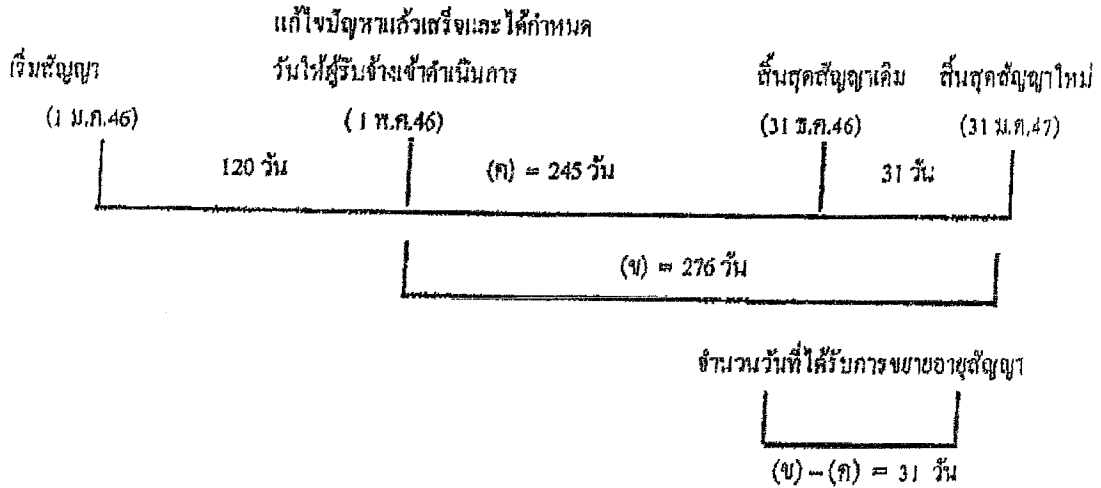 แก้ไขปัญหาแล้วเสร็จและได้กำหนด
วันให้ผู้รับจ้างเข้าดำเนินการ
เริ่มสัญญา
(1 ม.ค.46)
(1 พ.ค.46)
สิ้นสุดสัญญาเดิม
(31 ธ.ค.46)
สิ้นสุดสัญญาใหม่
(31 ม.ค.47)
120 วัน
(ค) = 245 วัน
31 วัน
(ข) = 276 วัน
จำนวนวันที่ได้รับการขยายอายุสัญญา
(ข) – (ค) = 31 วัน